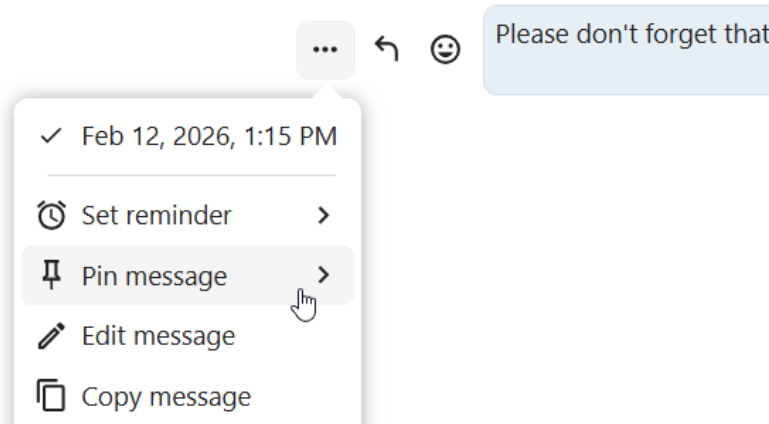 Please don't forget that
Feb 12, 2026, 1:15 PM
Set reminder
Pin message
Edit message
Copy message